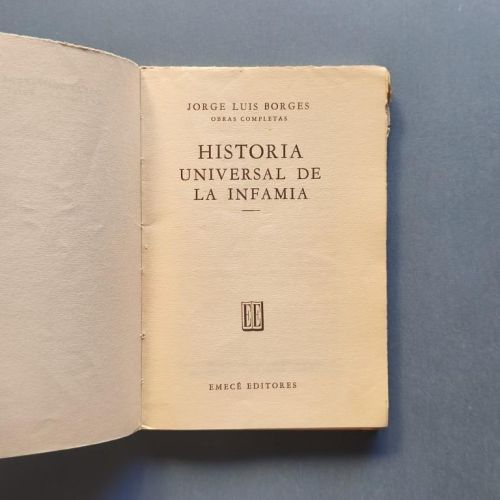 JORGE LUIS BORGES
OBRAS COMPLETAS
HISTORIA
UNIVERSAL DE
LA INFAMIA
EE
EMECÉ EDITORES